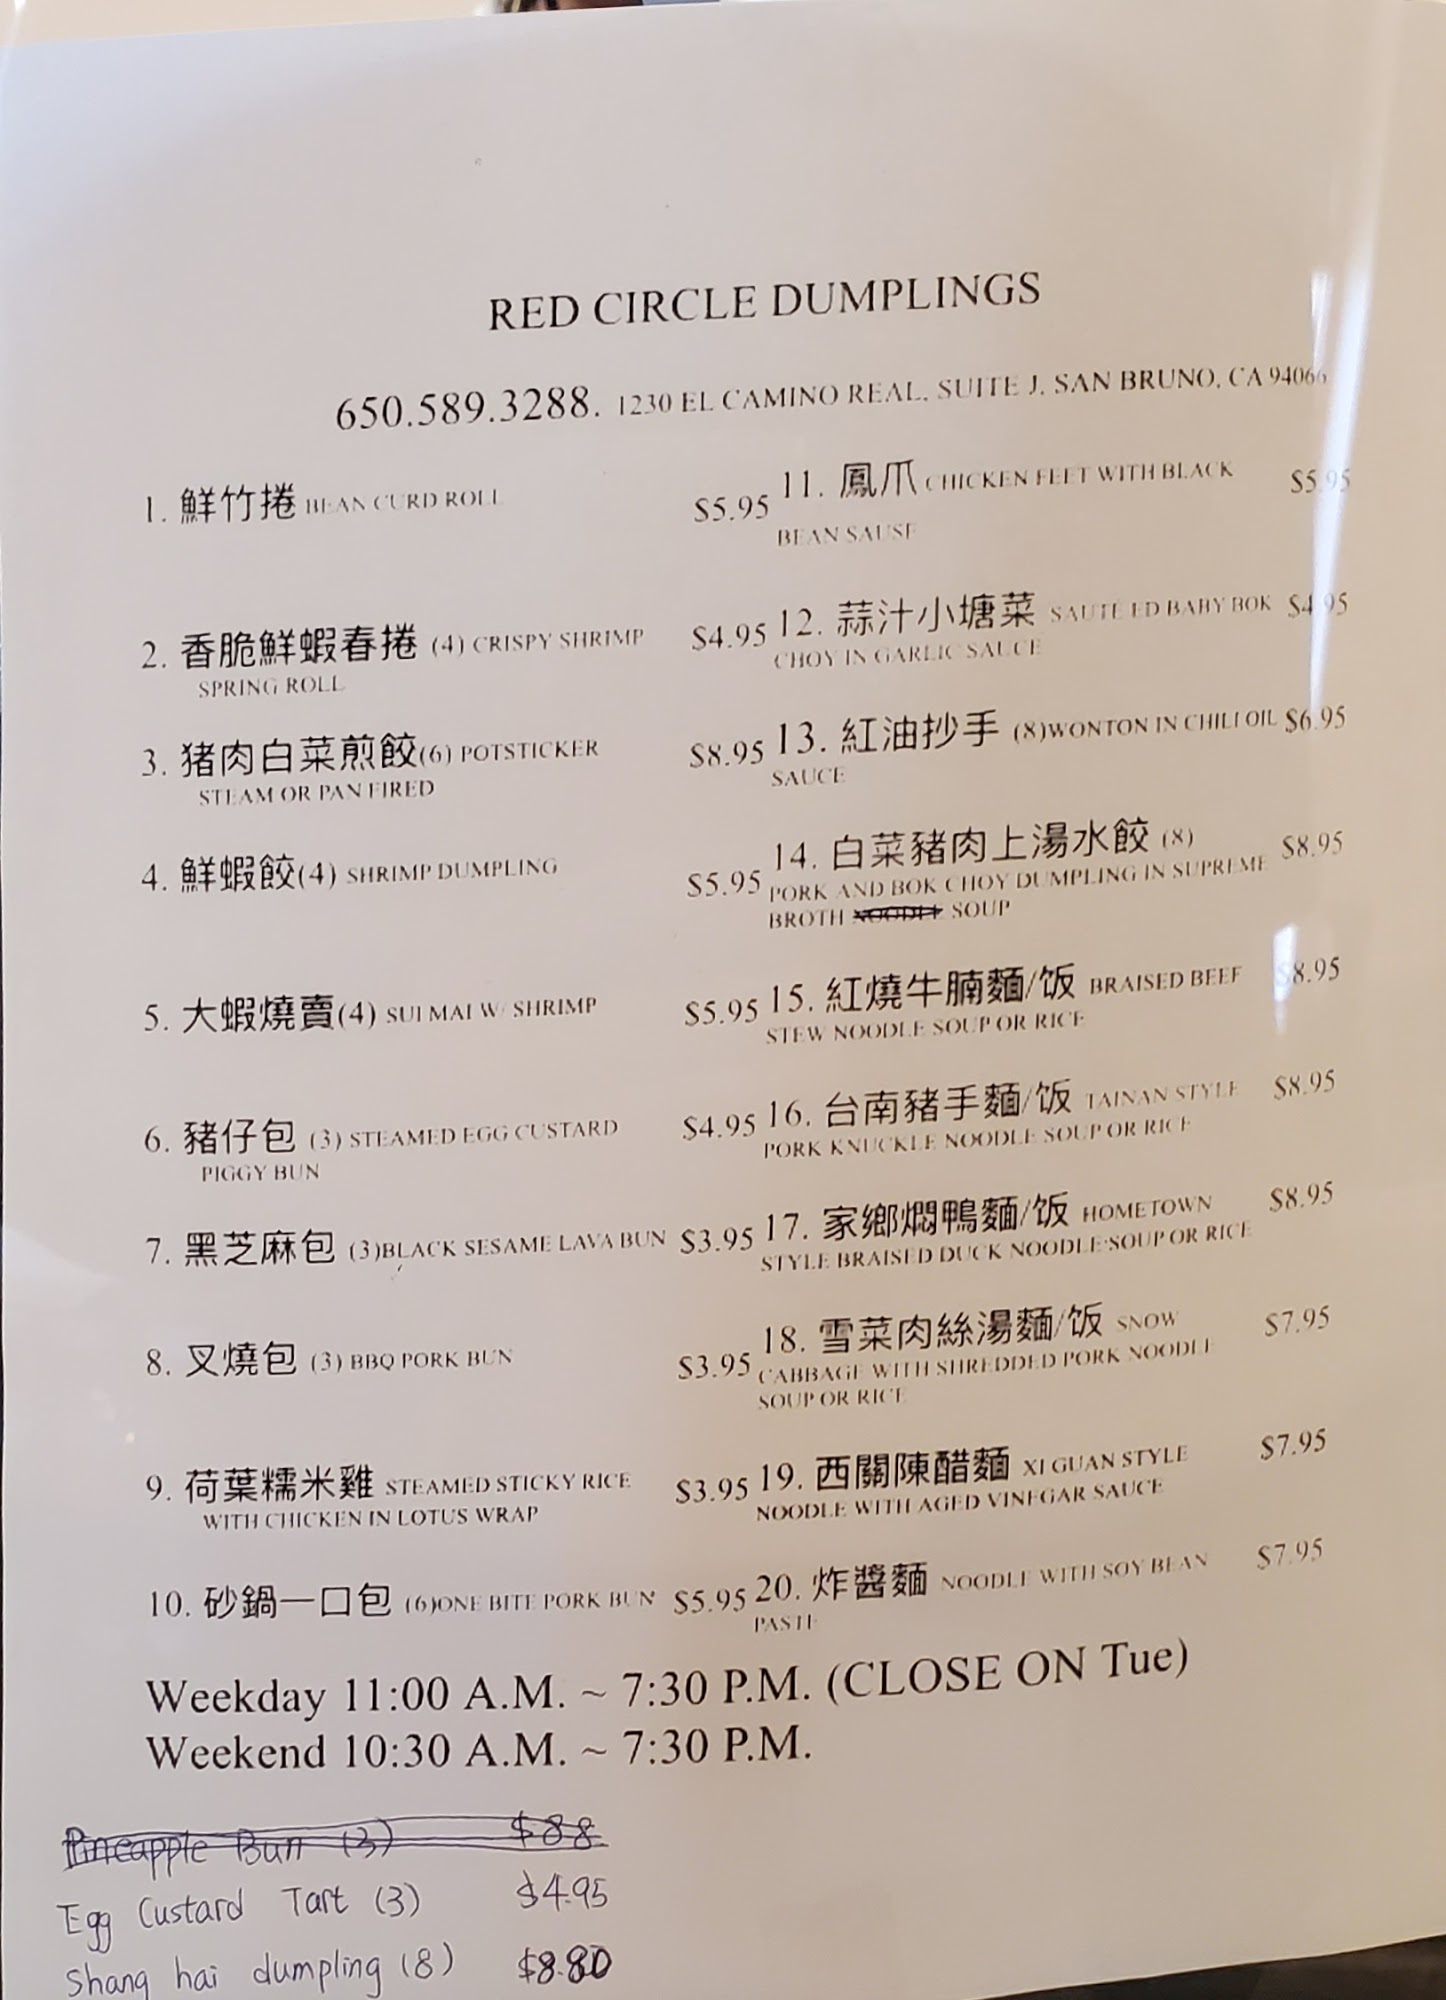 RED CIRCLE DUMPLINGS
650.589.3288. 1230 EL CAMINO REAL, SUITE J, SAN BRUNO, CA 94066
1. 鮮竹捲 BEAN CURD ROLL $5.95
2. 香脆鮮蝦春捲 (4) CRISPY SHRIMP $4.95
SPRING ROLL
3. 猪肉白菜煎餃(6) POTSTICKER $8.95
STEAM OR PAN FIRED
4. 鮮蝦餃(4) SHRIMP DUMPLING $5.95
5. 大蝦燒賣(4) SUI MAI W/ SHRIMP $5.95
6. 豬仔包 (3) STEAMED EGG CUSTARD $4.95
PIGGY BUN
7. 黑芝麻包 (3)BLACK SESAME LAVA BUN $3.95
8. 叉燒包 (3) BBQ PORK BUN $3.95
9. 荷葉糯米雞 STEAMED STICKY RICE $3.95
WITH CHICKEN IN LOTUS WRAP
10. 砂鍋一口包 (6)ONE BITE PORK BUN $5.95
11. 鳳爪 CHICKEN FEET WITH BLACK $5.95
BEAN SAUSE
12. 蒜汁小塘菜 SAUTE ED BABY BOK $4.95
CHOY IN GARLIC SAUCE
13. 紅油抄手 (8)WONTON IN CHILI OIL $6.95
SAUCE
14. 白菜豬肉上湯水餃 (8) $8.95
PORK AND BOK CHOY DUMPLING IN SUPREME
BROTH NOODLE SOUP
15. 紅燒牛腩麵/饭 BRAISED BEEF $8.95
STEW NOODLE SOUP OR RICE
16. 台南豬手麵/饭 TAINAN STYLE $8.95
PORK KNUCKLE NOODLE SOUP OR RICE
17. 家鄉燜鴨麵/饭 HOMETOWN $8.95
STYLE BRAISED DUCK NOODLE SOUP OR RICE
18. 雪菜肉絲湯麵/饭 SNOW $7.95
CABBAGE WITH SHREDDED PORK NOODLE
SOUP OR RICE
19. 西關陳醋麵 XI GUAN STYLE $7.95
NOODLE WITH AGED VINEGAR SAUCE
20. 炸醬麵 NOODLE WITH SOY BEAN $7.95
PASTE
Weekday 11:00 A.M. ~ 7:30 P.M. (CLOSE ON Tue)
Weekend 10:30 A.M. ~ 7:30 P.M.
Pineapple Bun (3) $88
Egg Custard Tart (3) $4.95
Shang hai dumpling (8) $8.80